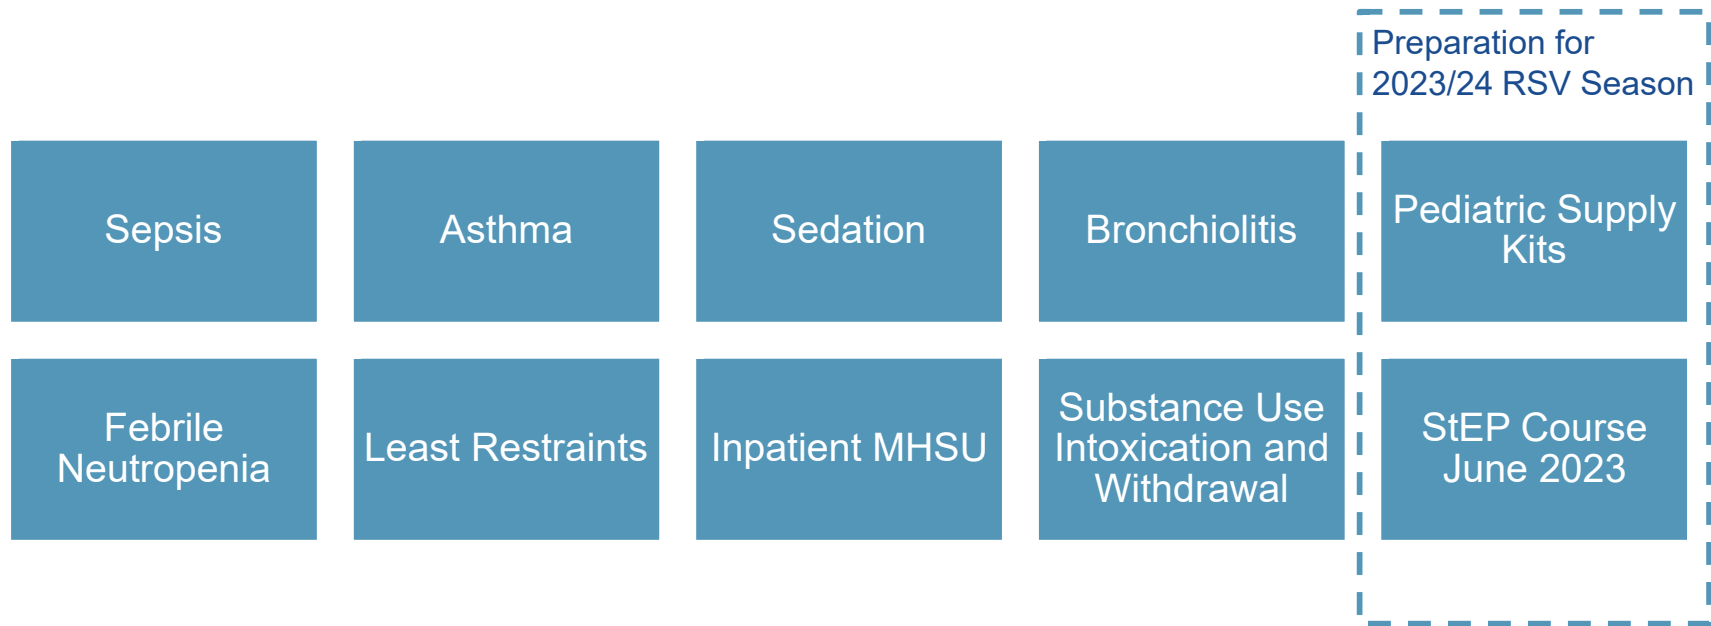 Preparation for
2023/24 RSV Season
Sepsis
Asthma
Sedation
Bronchiolitis
Pediatric Supply
Kits
Febrile
Neutropenia
Least Restraints
Inpatient MHSU
Substance Use
Intoxication and
Withdrawal
StEP Course
June 2023